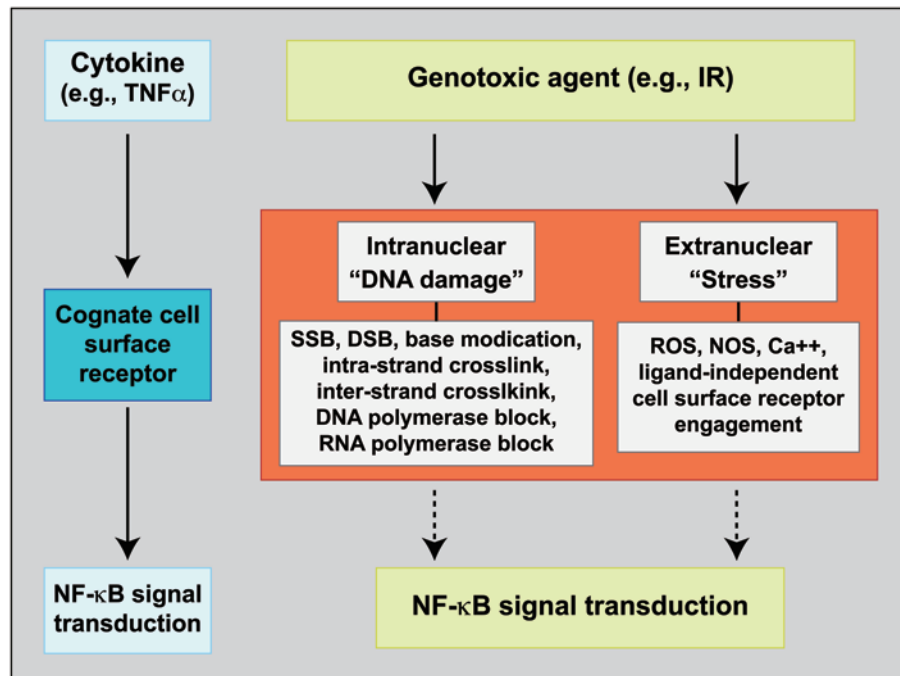 Cytokine
(e.g., TNFα)
Cognate cell
surface
receptor
NF-κB signal
transduction
Genotoxic agent (e.g., IR)
Intranuclear
“DNA damage”
SSB, DSB, base modication,
intra-strand crosslink,
inter-strand crosslkink,
DNA polymerase block,
RNA polymerase block
Extranuclear
“Stress”
ROS, NOS, Ca++,
ligand-independent
cell surface receptor
engagement
NF-κB signal transduction